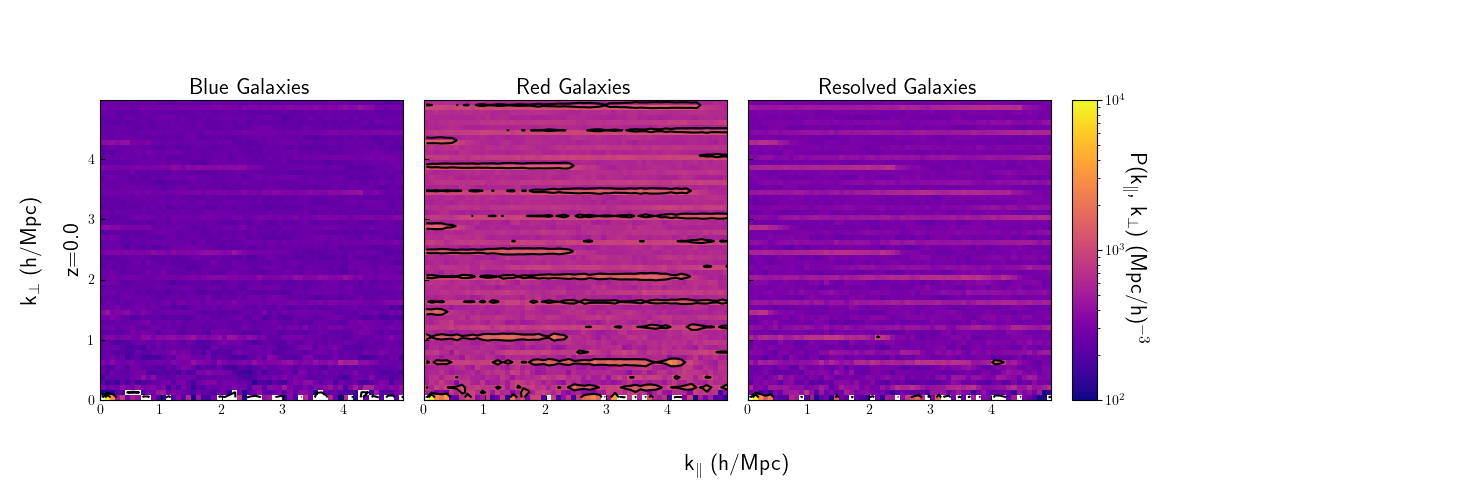 Blue Galaxies
Red Galaxies
Resolved Galaxies
k⊥ (h/Mpc)
z=0.0
4
3
2
1
0
0 1 2 3 4
0 1 2 3 4
0 1 2 3 4
10⁴
10³
10²
P(k∥, k⊥) (Mpc/h)⁻³
k∥ (h/Mpc)